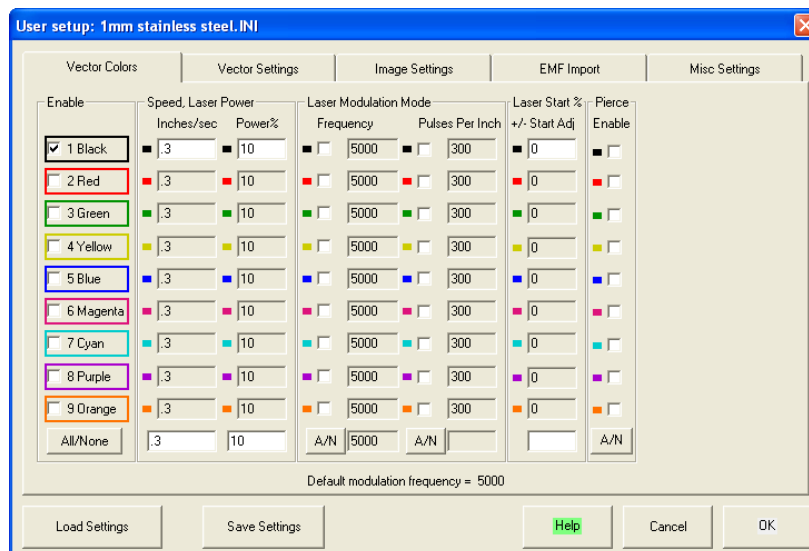 User setup: 1mm stainless steel.INI
Vector Colors Vector Settings Image Settings EMF Import Misc Settings
Enable Speed, Laser Power Laser Modulation Mode Laser Start % Pierce
Inches/sec Power% Frequency Pulses Per Inch +/- Start Adj Enable
1 Black .3 10 5000 300 0
2 Red .3 10 5000 300 0
3 Green .3 10 5000 300 0
4 Yellow .3 10 5000 300 0
5 Blue .3 10 5000 300 0
6 Magenta .3 10 5000 300 0
7 Cyan .3 10 5000 300 0
8 Purple .3 10 5000 300 0
9 Orange .3 10 5000 300 0
All/None .3 10 A/N 5000 A/N A/N
Default modulation frequency = 5000
Load Settings Save Settings Help Cancel OK